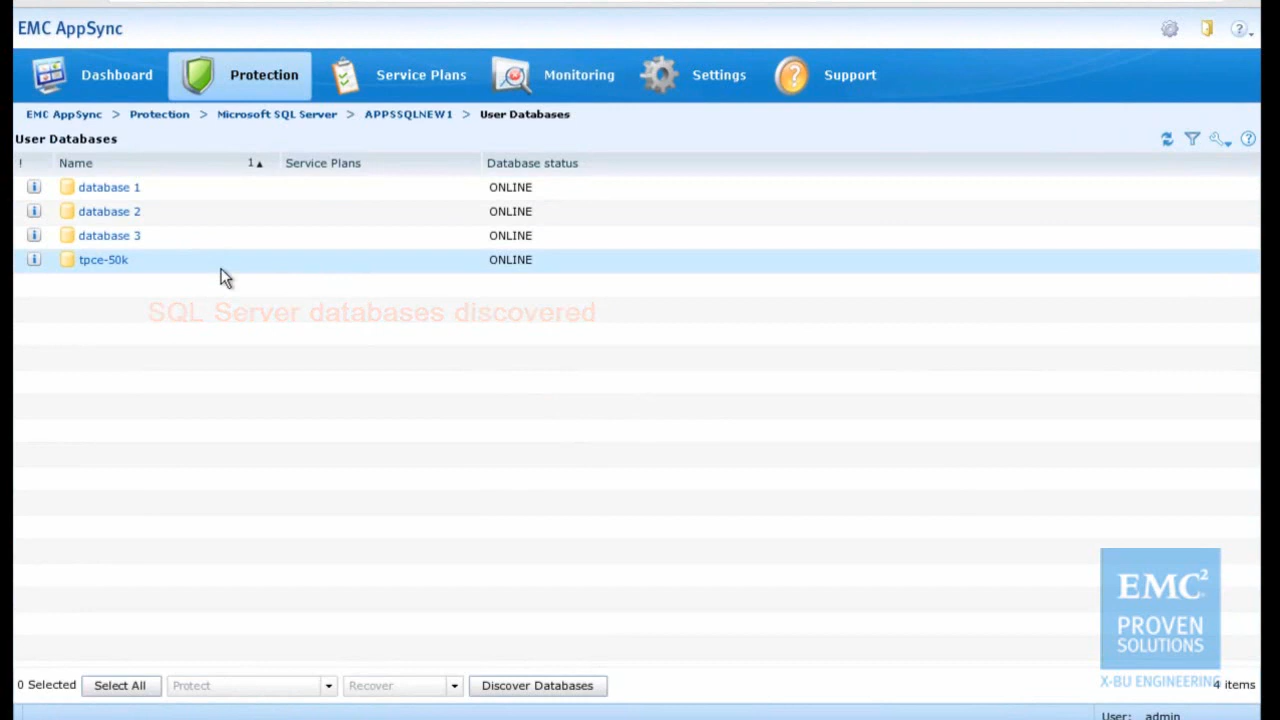 EMC AppSync
Dashboard Protection Service Plans Monitoring Settings Support
EMC AppSync > Protection > Microsoft SQL Server > APPSSQLNEW1 > User Databases
User Databases
! Name 1 Service Plans Database status
database 1 ONLINE
database 2 ONLINE
database 3 ONLINE
tpce-50k ONLINE
SQL Server databases discovered
EMC²
PROVEN
SOLUTIONS
X-BU ENGINEERING
0 Selected Select All Protect Recover Discover Databases 4 items
User: admin